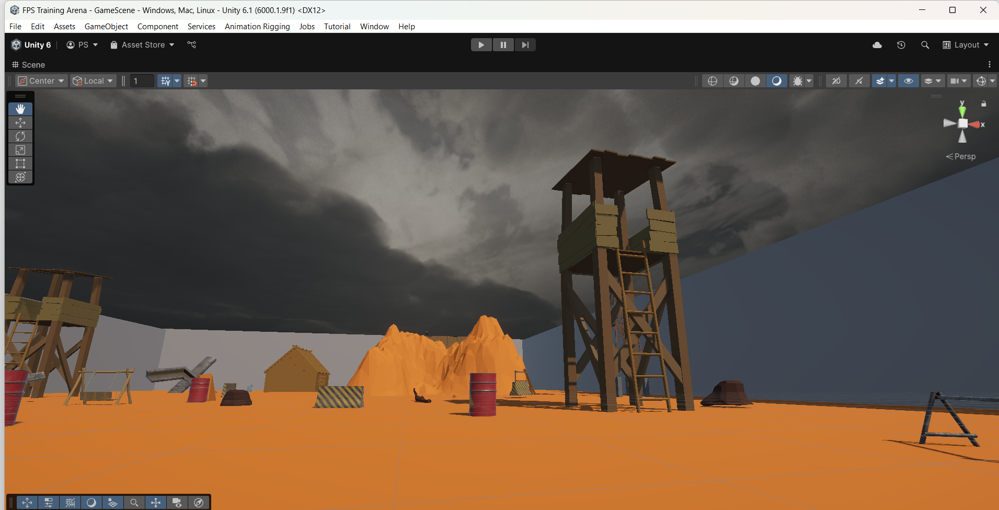 FPS Training Arena - GameScene - Windows, Mac, Linux - Unity 6.1 (6000.1.9f1) <DX12>
File Edit Assets GameObject Component Services Animation Rigging Jobs Tutorial Window Help
Unity 6 PS Asset Store Layout
Scene
Center Local 1 2D
y
x
Persp